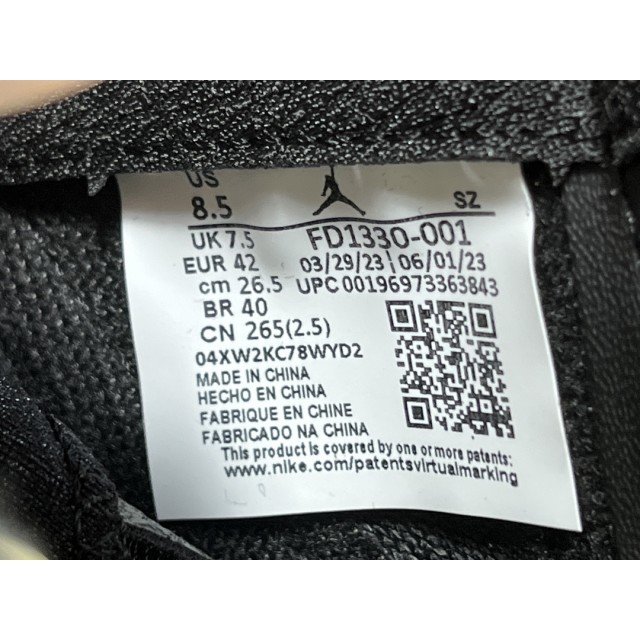 US
8.5 SZ
UK 7.5 FD1330-001
EUR 42 03/29/23 06/01/23
cm 26.5 UPC 00196973363843
BR 40
CN 265(2.5)
04XW2KC78WYD2
MADE IN CHINA
HECHO EN CHINA
FABRIQUE EN CHINE
FABRICADO NA CHINA
This product is covered by one or more patents:
www.nike.com/patentsvirtualmarking